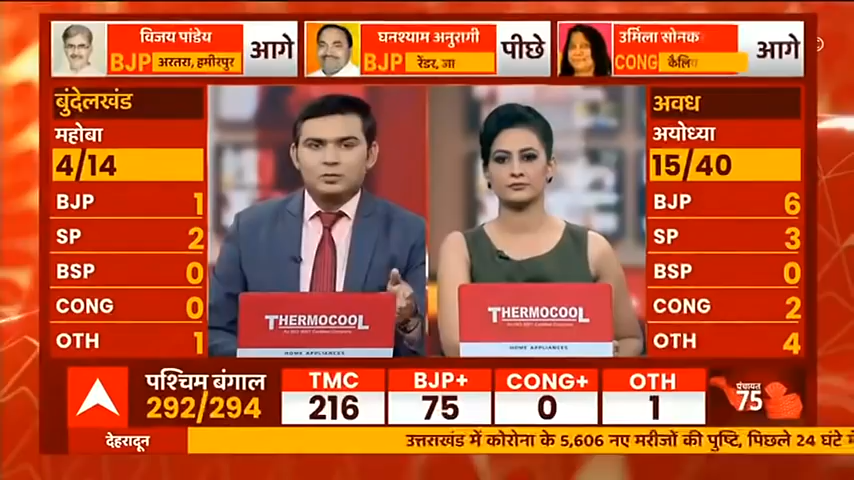 विजय पांडेय
BJP अरतरा, हमीरपुर
आगे
घनश्याम अनुरागी
BJP रेंडर, जा
पीछे
उर्मिला सोनक
CONG
आगे
बुंदेलखंड
महोबा
4/14
BJP 1
SP 2
BSP 0
CONG 0
OTH 1
THERMOCOOL
HOME APPLIANCES
THERMOCOOL
HOME APPLIANCES
अवध
अयोध्या
15/40
BJP 6
SP 3
BSP 0
CONG 2
OTH 4
पश्चिम बंगाल
292/294
TMC
216
BJP+
75
CONG+
0
OTH
1
पंचायत
75
देहरादून
उत्तराखंड में कोरोना के 5,606 नए मरीजों की पुष्टि, पिछले 24 घंटे में